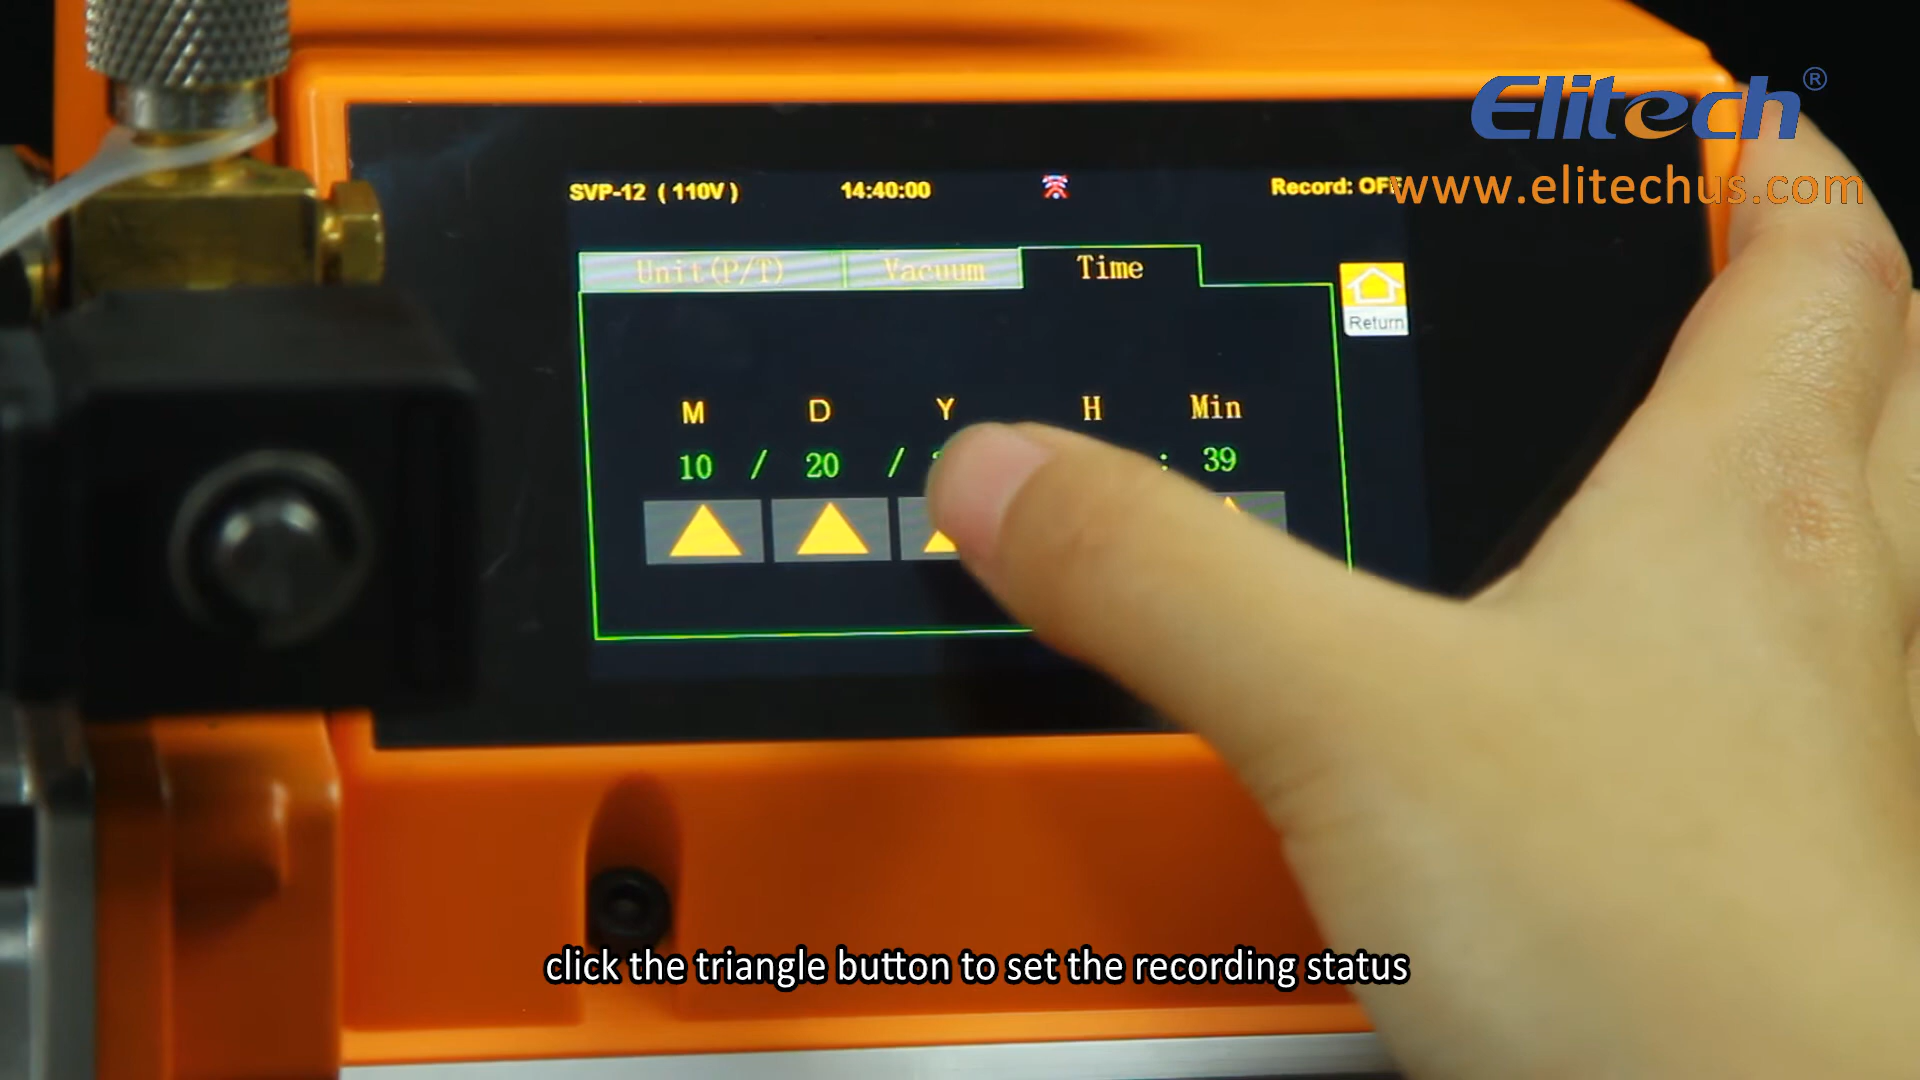 Elitech®
www.elitechus.com
SVP-12 ( 110V ) 14:40:00 Record: OFF
Unit(P/T) Vacuum Time
Return
M D Y H Min
10 / 20 / : 39
click the triangle button to set the recording status